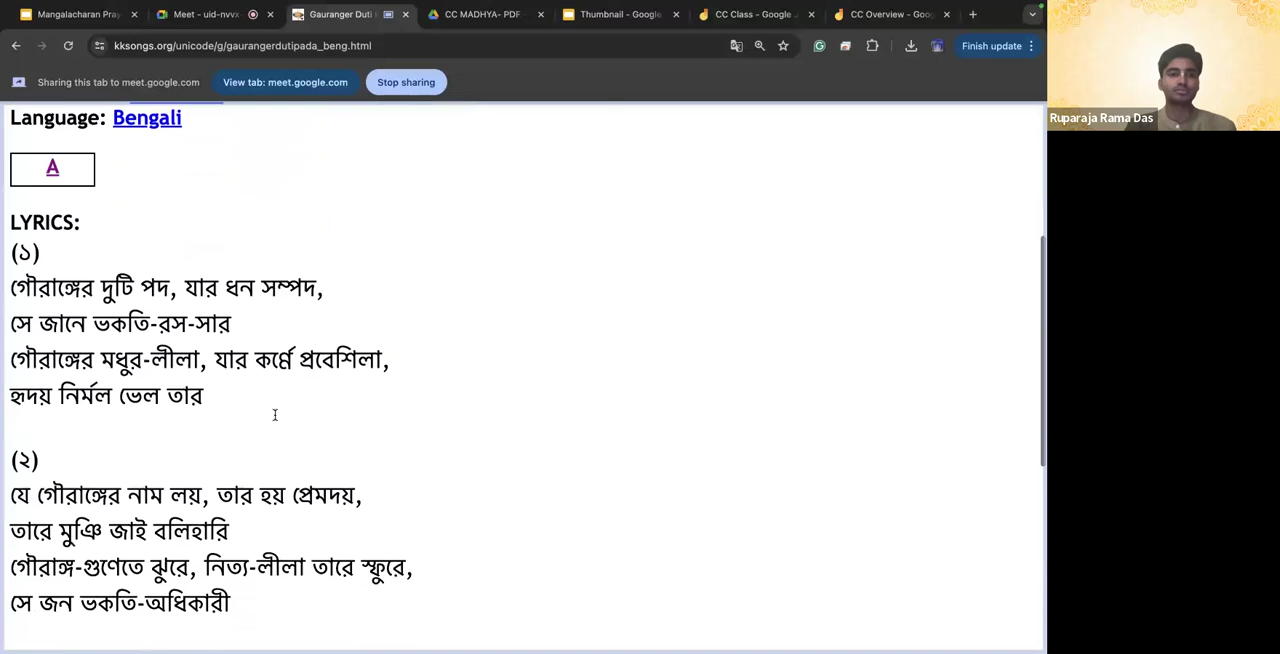 Mangalacharan Pray
Meet - uid-nvvx
Gauranger Duti
CC MADHYA- PDF
Thumbnail - Google
CC Class - Google
CC Overview - Goo
kksongs.org/unicode/g/gaurangerdutipada_beng.html
Finish update
Sharing this tab to meet.google.com
View tab: meet.google.com
Stop sharing
Ruparaja Rama Das
Language: Bengali
A
LYRICS:
(১)
গৌরাঙ্গের দুটি পদ, যার ধন সম্পদ,
সে জানে ভকতি-রস-সার
গৌরাঙ্গের মধুর-লীলা, যার কর্ণে প্রবেশিলা,
হৃদয় নির্মল ভেল তার
(২)
যে গৌরাঙ্গের নাম লয়, তার হয় প্রেমদয়,
তারে মুঞি জাই বলিহারি
গৌরাঙ্গ-গুণেতে ঝুরে, নিত্য-লীলা তারে স্ফুরে,
সে জন ভকতি-অধিকারী